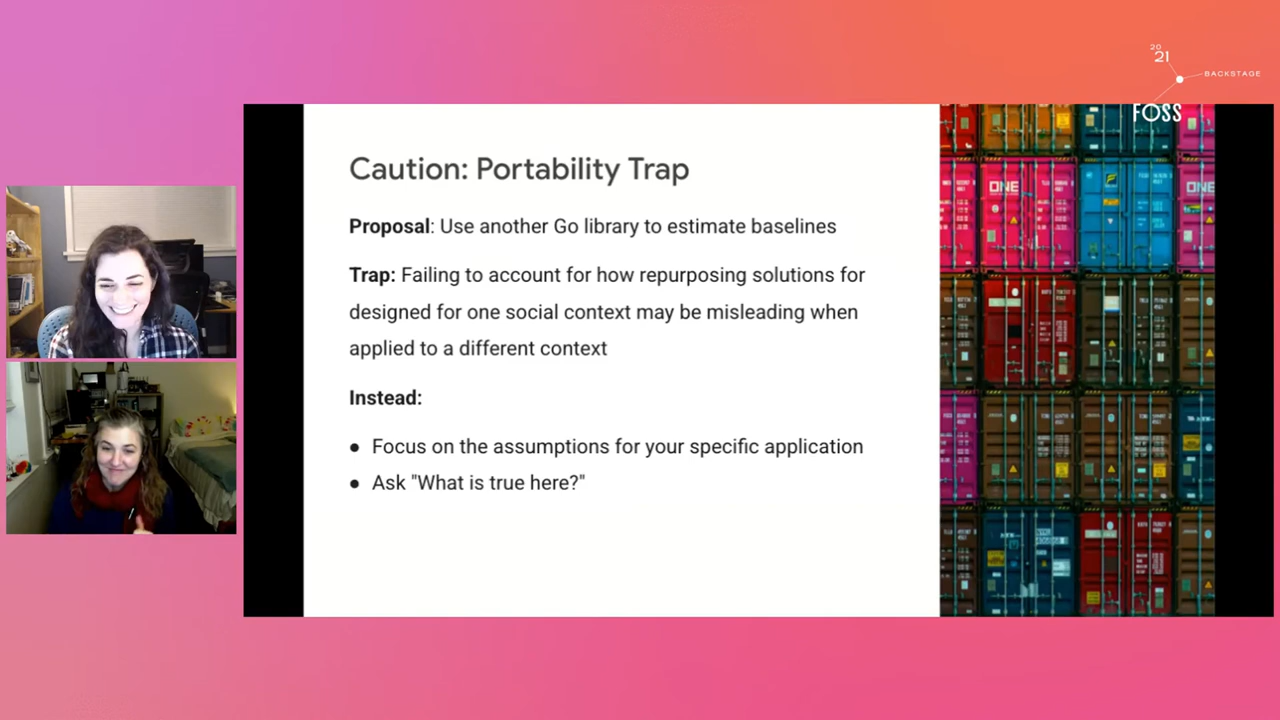 20
21
BACKSTAGE
FOSS
Caution: Portability Trap
Proposal: Use another Go library to estimate baselines
Trap: Failing to account for how repurposing solutions for
designed for one social context may be misleading when
applied to a different context
Instead:
● Focus on the assumptions for your specific application
● Ask "What is true here?"
ONE
ONE